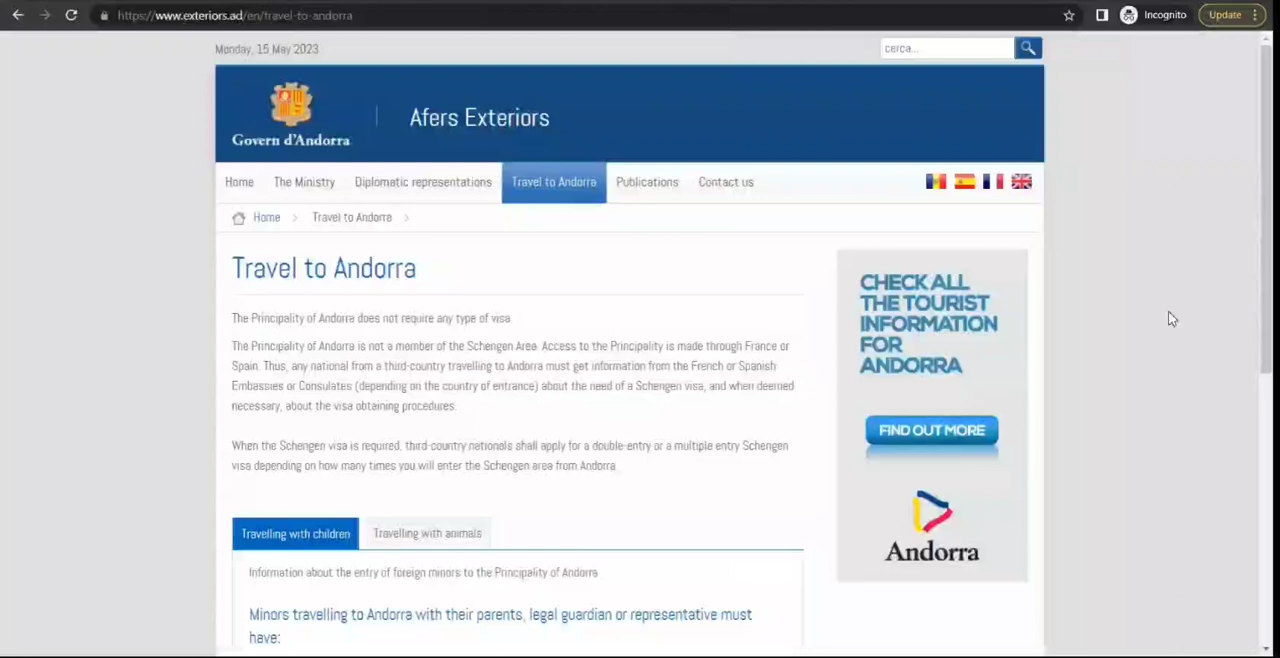 https://www.exteriors.ad/en/travel-to-andorra
Incognito
Update
Monday, 15 May 2023
cerca...
Govern d'Andorra
Afers Exteriors
Home
The Ministry
Diplomatic representations
Travel to Andorra
Publications
Contact us
Home
Travel to Andorra
Travel to Andorra
The Principality of Andorra does not require any type of visa.
The Principality of Andorra is not a member of the Schengen Area. Access to the Principality is made through France or
Spain. Thus, any national from a third-country travelling to Andorra must get information from the French or Spanish
Embassies or Consulates (depending on the country of entrance) about the need of a Schengen visa, and when deemed
necessary, about the visa obtaining procedures.
When the Schengen visa is required, third-country nationals shall apply for a double-entry or a multiple entry Schengen
visa depending on how many times you will enter the Schengen area from Andorra.
Travelling with children
Travelling with animals
Information about the entry of foreign minors to the Principality of Andorra
Minors travelling to Andorra with their parents, legal guardian or representative must
have:
CHECK ALL
THE TOURIST
INFORMATION
FOR
ANDORRA
FIND OUT MORE
Andorra